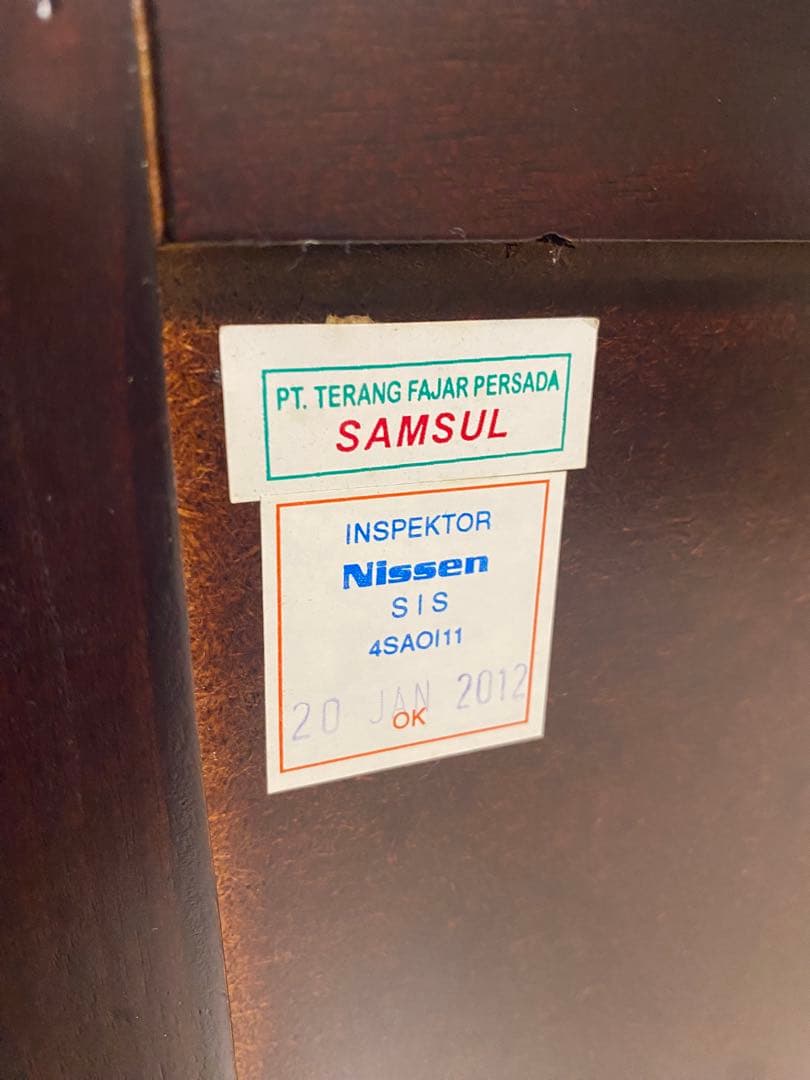 PT. TERANG FAJAR PERSADA
SAMSUL
INSPEKTOR
Nissen
SIS
4SAOI11
20 JAN 2012
OK